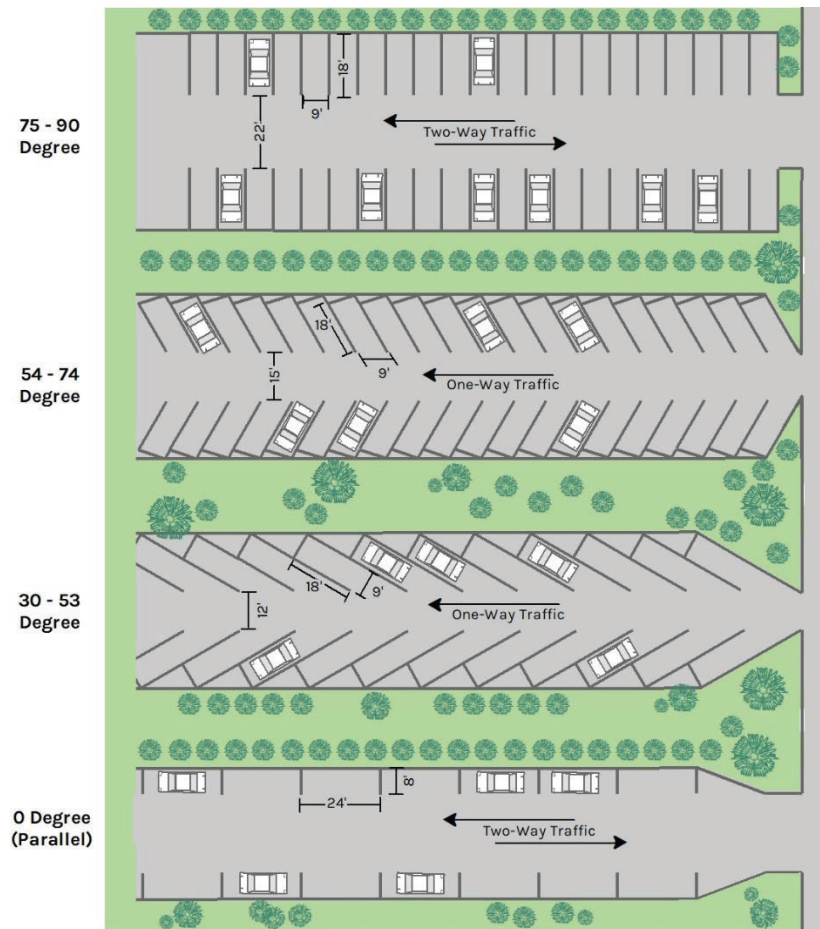 75 - 90
Degree
18'
9'
22'
Two-Way Traffic
54 - 74
Degree
18'
9'
15'
One-Way Traffic
30 - 53
Degree
18'
9'
12'
One-Way Traffic
0 Degree
(Parallel)
8'
24'
Two-Way Traffic